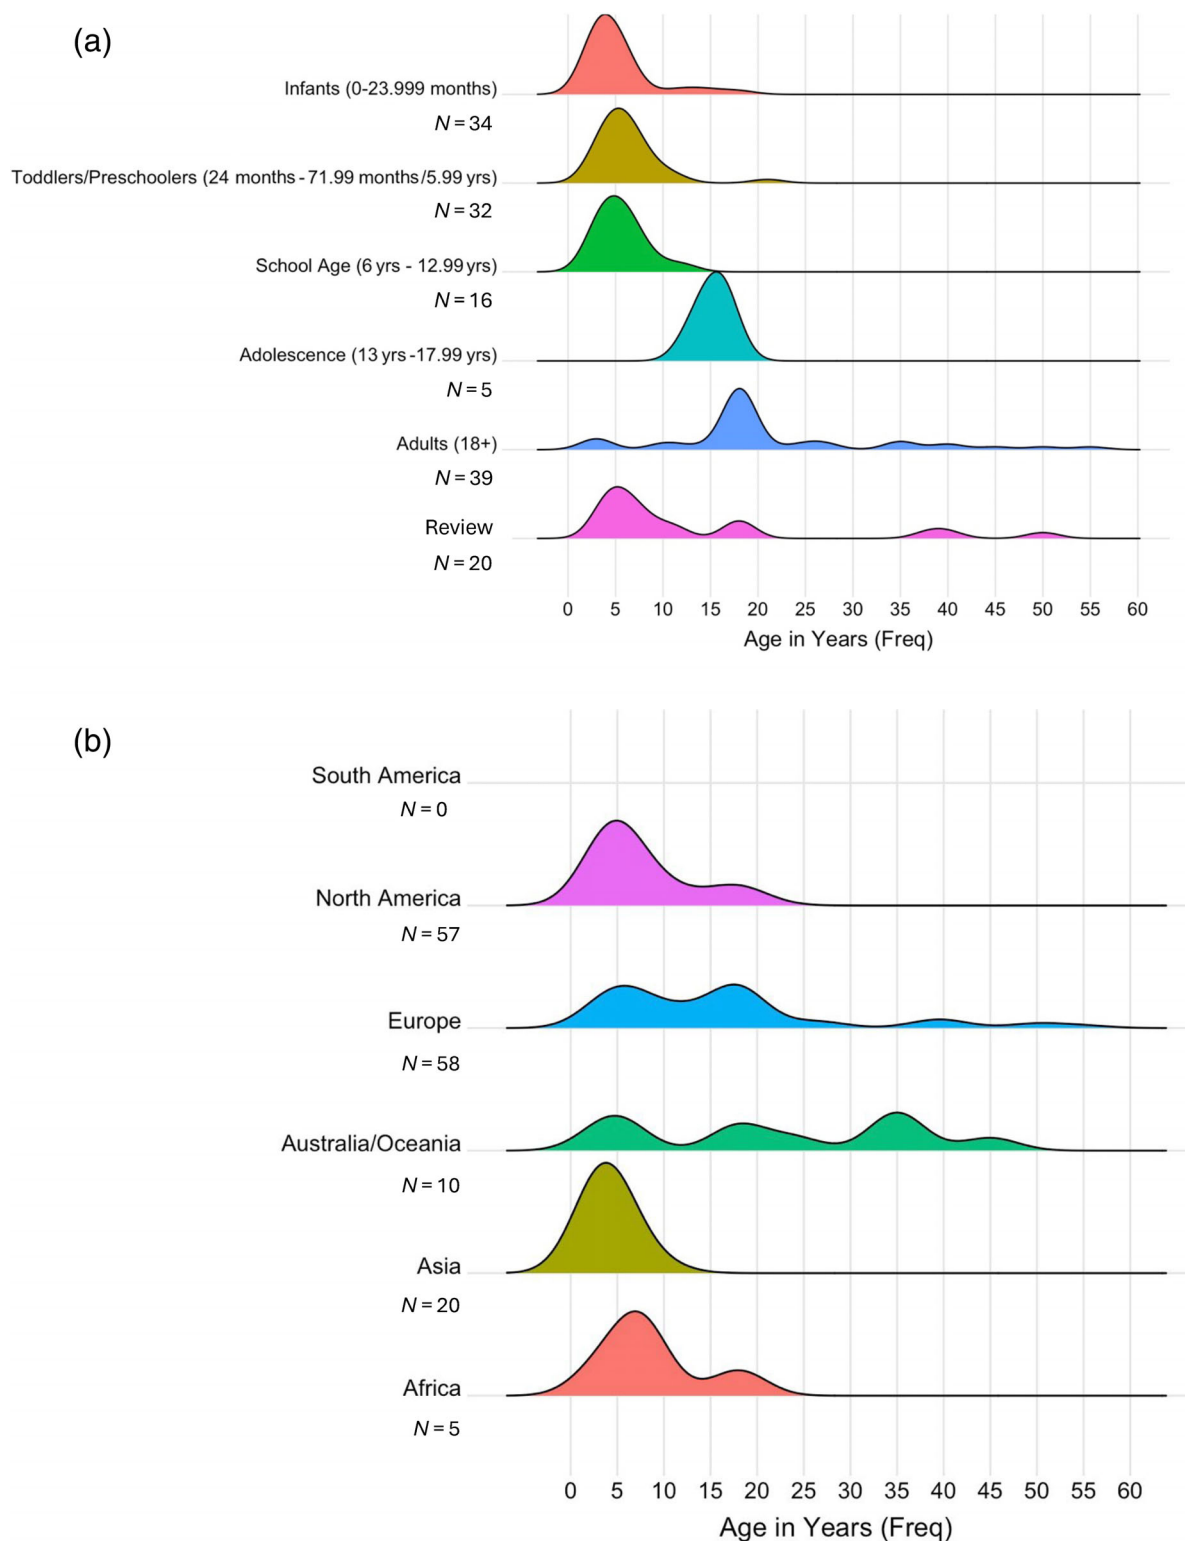 (a)
Infants (0-23.999 months)
N = 34
Toddlers/Preschoolers (24 months - 71.99 months/5.99 yrs)
N = 32
School Age (6 yrs - 12.99 yrs)
N = 16
Adolescence (13 yrs -17.99 yrs)
N = 5
Adults (18+)
N = 39
Review
N = 20
0 5 10 15 20 25 30 35 40 45 50 55 60
Age in Years (Freq)
(b)
South America
N = 0
North America
N = 57
Europe
N = 58
Australia/Oceania
N = 10
Asia
N = 20
Africa
N = 5
0 5 10 15 20 25 30 35 40 45 50 55 60
Age in Years (Freq)